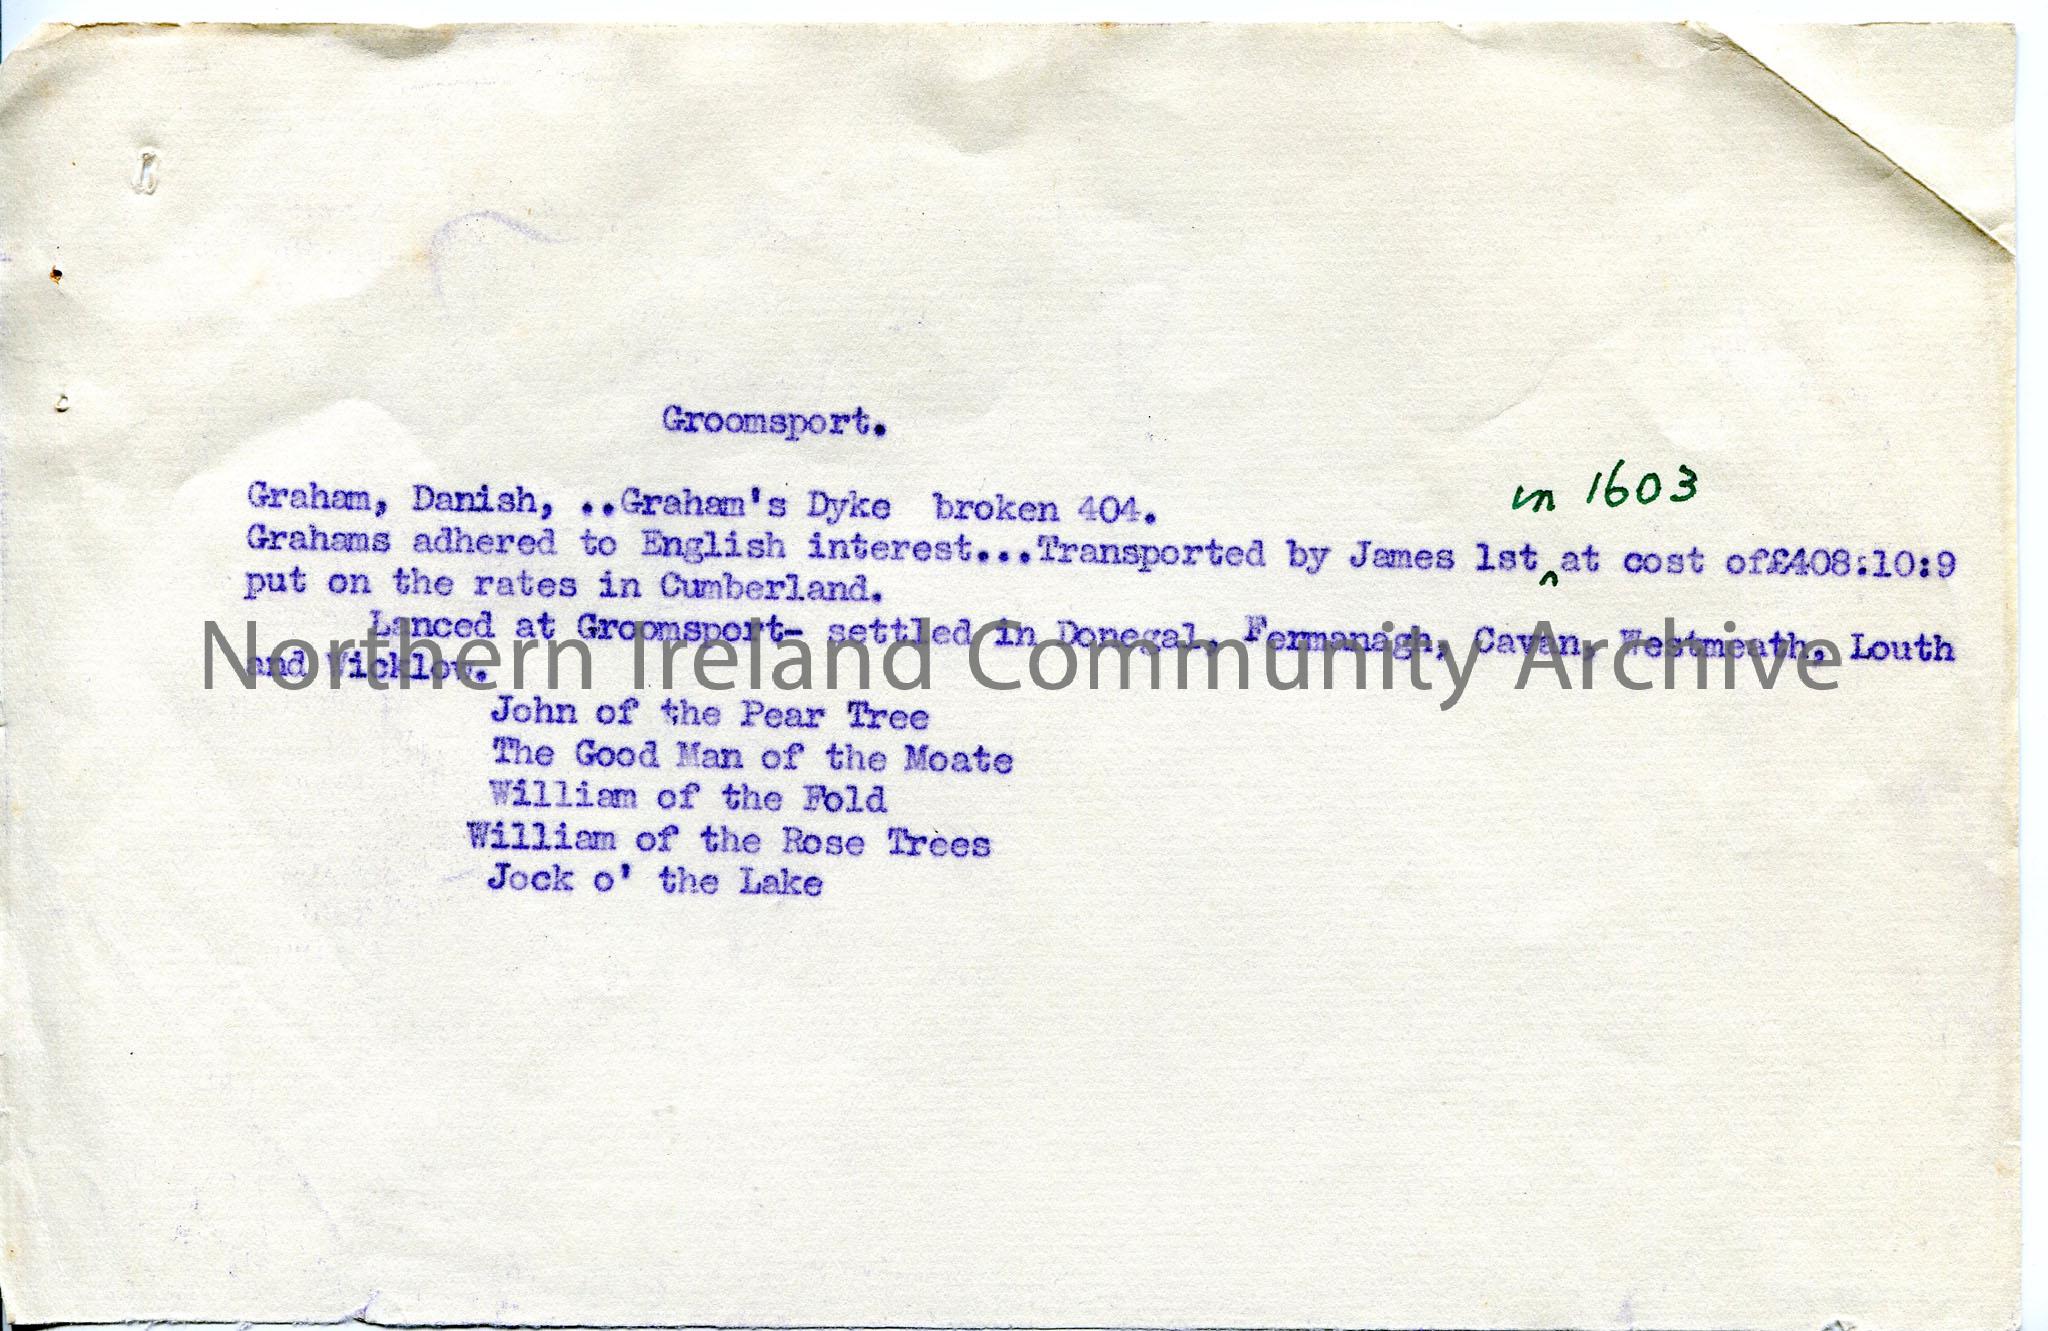 Groomsport.
in 1603
Graham, Danish, ..Graham's Dyke broken 404.
Grahams adhered to English interest...Transported by James 1st ^ at cost of£408:10:9
put on the rates in Cumberland.
Lanced at Groomsport- settled in Donegal, Fermanagh, Cavan, Westmeath, Louth
and Wicklow.
Northern Ireland Community Archive
John of the Pear Tree
The Good Man of the Moate
William of the Fold
William of the Rose Trees
Jock o' the Lake